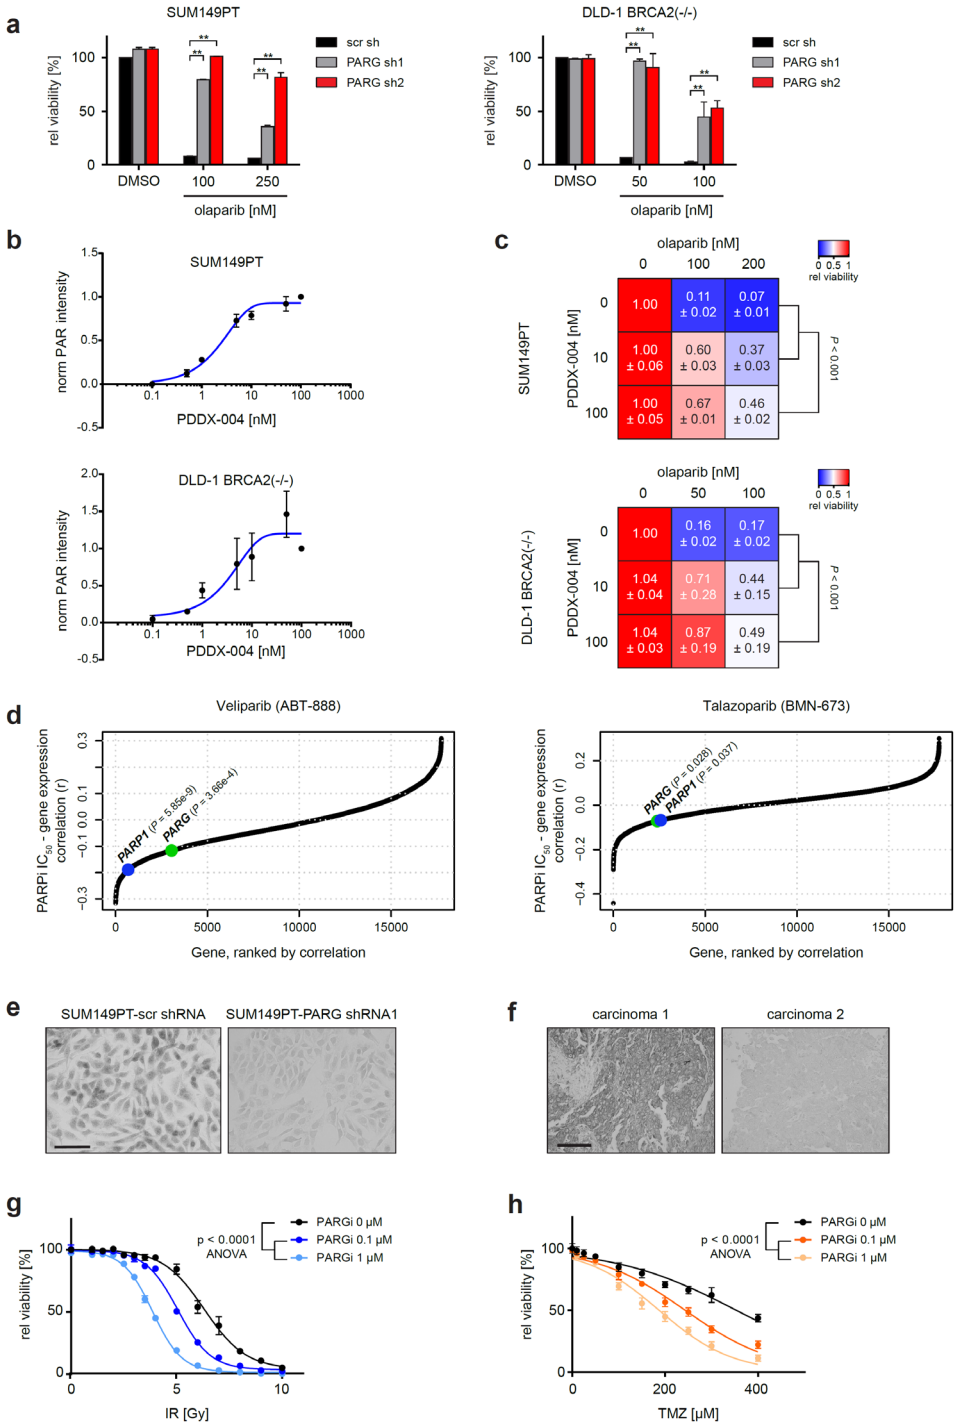 a
SUM149PT
rel viability [%]
100
50
0
DMSO
100
250
olaparib [nM]
**
**
**
**
scr sh
PARG sh1
PARG sh2
DLD-1 BRCA2(-/-)
rel viability [%]
100
50
0
DMSO
50
100
olaparib [nM]
**
**
**
**
scr sh
PARG sh1
PARG sh2
b
SUM149PT
norm PAR intensity
1.5
1.0
0.5
0.0
-0.5
0.1 1 10 100 1000
PDDX-004 [nM]
DLD-1 BRCA2(-/-)
norm PAR intensity
2.0
1.5
1.0
0.5
0.0
-0.5
0.1 1 10 100 1000
PDDX-004 [nM]
c
olaparib [nM]
0 100 200
0 0.5 1
rel viability
SUM149PT
PDDX-004 [nM]
0 1.00 0.11 ± 0.02 0.07 ± 0.01
10 1.00 ± 0.06 0.60 ± 0.03 0.37 ± 0.03
100 1.00 ± 0.05 0.67 ± 0.01 0.46 ± 0.02
P < 0.001
olaparib [nM]
0 50 100
0 0.5 1
rel viability
DLD-1 BRCA2(-/-)
PDDX-004 [nM]
0 1.00 0.16 ± 0.02 0.17 ± 0.02
10 1.04 ± 0.04 0.71 ± 0.28 0.44 ± 0.15
100 1.04 ± 0.03 0.87 ± 0.19 0.49 ± 0.19
P < 0.001
d
Veliparib (ABT-888)
PARPi IC50 - gene expression
correlation (r)
0.3
0.1
-0.1
-0.3
PARP1 (P = 5.85e-9)
PARG (P = 3.66e-4)
0 5000 10000 15000
Gene, ranked by correlation
Talazoparib (BMN-673)
PARPi IC50 - gene expression
correlation (r)
0.2
0.0
-0.2
-0.4
PARG (P = 0.028)
PARP1 (P = 0.037)
0 5000 10000 15000
Gene, ranked by correlation
e
SUM149PT-scr shRNA
SUM149PT-PARG shRNA1
f
carcinoma 1
carcinoma 2
g
rel viability [%]
100
50
0
0 5 10
IR [Gy]
p < 0.0001
ANOVA
PARGi 0 µM
PARGi 0.1 µM
PARGi 1 µM
h
rel viability [%]
100
50
0
0 200 400
TMZ [µM]
p < 0.0001
ANOVA
PARGi 0 µM
PARGi 0.1 µM
PARGi 1 µM